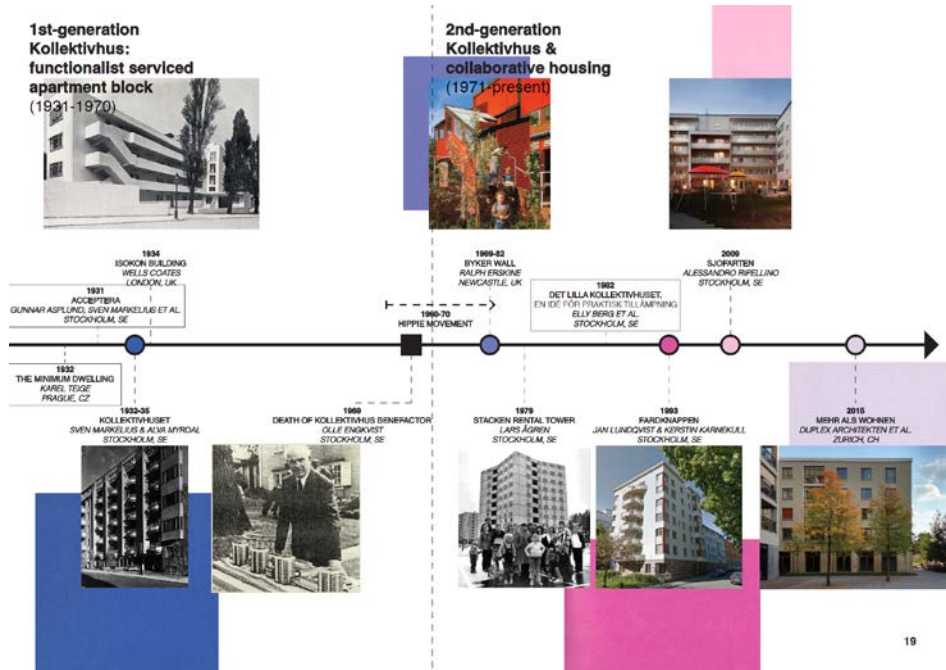 1st-generation
Kollektivhus:
functionalist serviced
apartment block
(1931-1970)
2nd-generation
Kollektivhus &
collaborative housing
(1971-present)
1934
ISOKON BUILDING
WELLS COATES
LONDON, UK
1931
ACCEPTERA
GUNNAR ASPLUND, SVEN MARKELIUS ET AL.
STOCKHOLM, SE
1969-82
BYKER WALL
RALPH ERSKINE
NEWCASTLE, UK
1982
DET LILLA KOLLEKTIVHUSET.
EN IDÉ FÖR PRAKTISK TILLÄMPNING
ELLY BERG ET AL.
STOCKHOLM, SE
2009
SJOFARTEN
ALESSANDRO RIPELLINO
STOCKHOLM, SE
1960-70
HIPPIE MOVEMENT
1932
THE MINIMUM DWELLING
KAREL TEIGE
PRAGUE, CZ
1932-35
KOLLEKTIVHUSET
SVEN MARKELIUS & ALVA MYRDAL
STOCKHOLM, SE
1969
DEATH OF KOLLEKTIVHUS BENEFACTOR
OLLE ENGKVIST
STOCKHOLM, SE
1979
STACKEN RENTAL TOWER
LARS ÅGREN
STOCKHOLM, SE
1993
FARDKNAPPEN
JAN LUNDQVIST & KERSTIN KARNEKULL
STOCKHOLM, SE
2015
MEHR ALS WOHNEN
DUPLEX ARCHITEKTEN ET AL.
ZURICH, CH
19